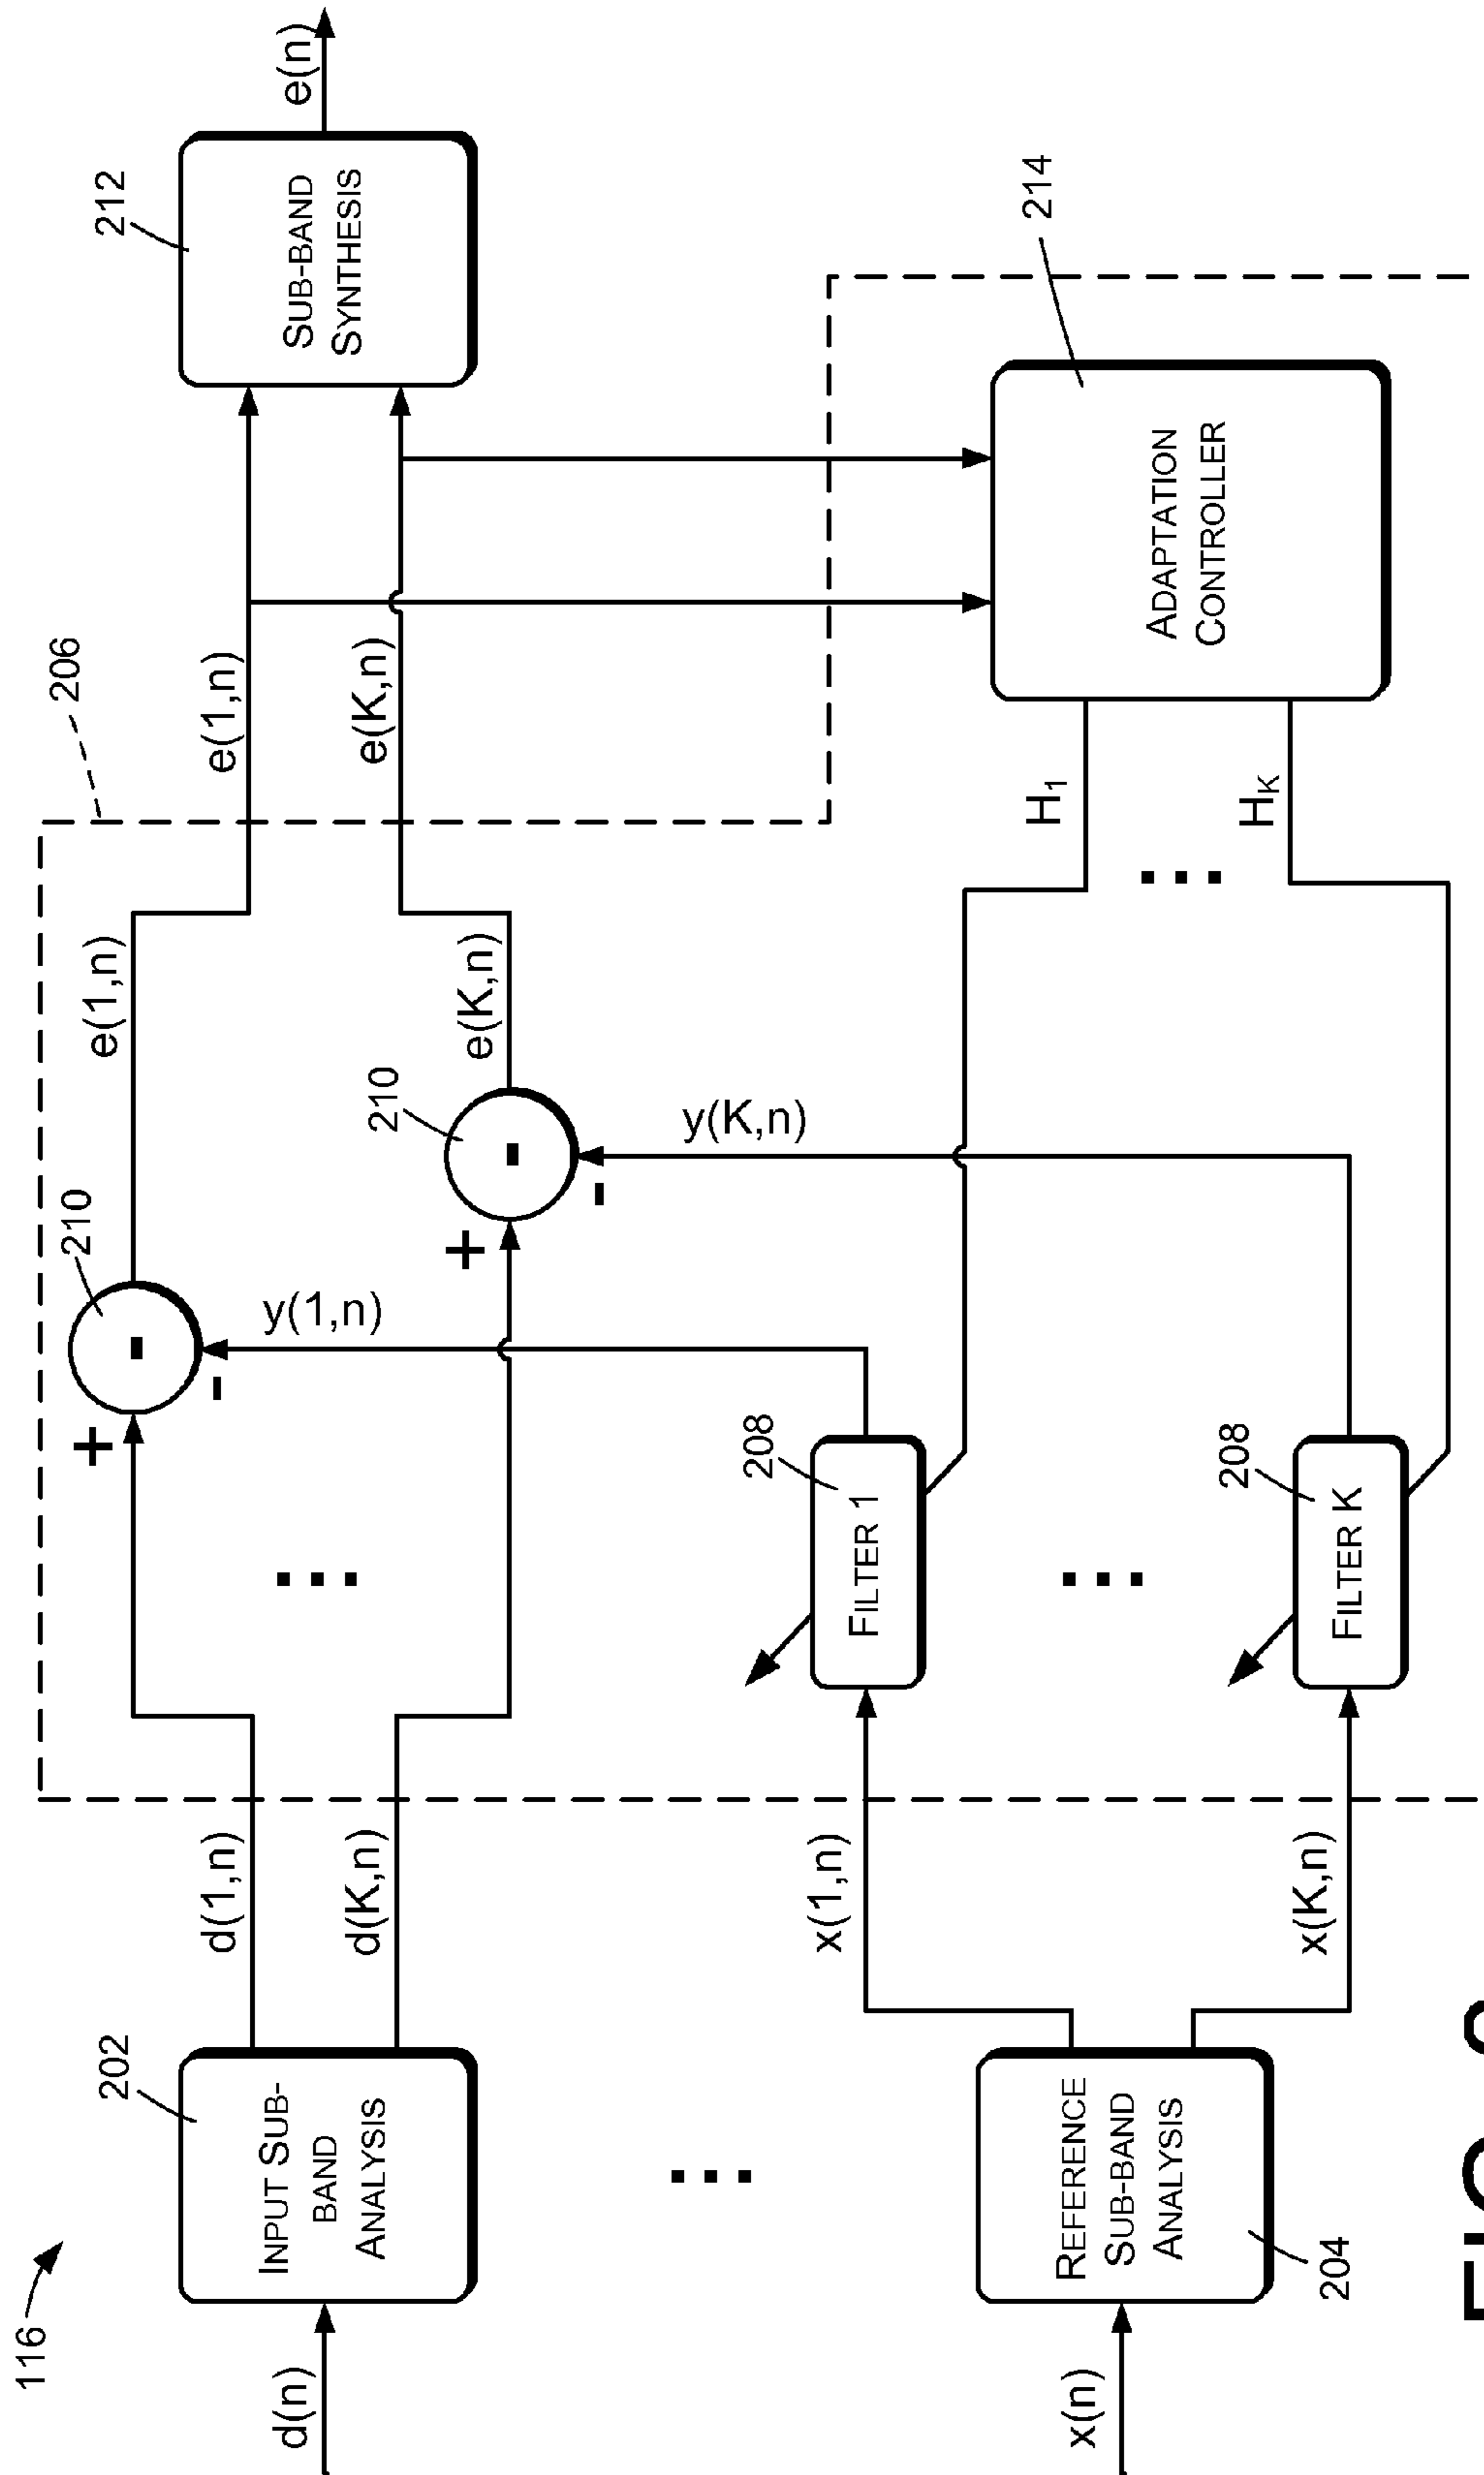 116
d(n)
202
INPUT SUB-
BAND
ANALYSIS
d(1,n)
d(K,n)
...
+
-
-
210
y(1,n)
e(1,n)
+
-
-
210
y(K,n)
e(K,n)
206
e(1,n)
e(K,n)
212
SUB-BAND
SYNTHESIS
e(n)
...
x(n)
REFERENCE
SUB-BAND
ANALYSIS
204
x(1,n)
x(K,n)
208
FILTER 1
...
208
FILTER K
H1
...
HK
ADAPTATION
CONTROLLER
214